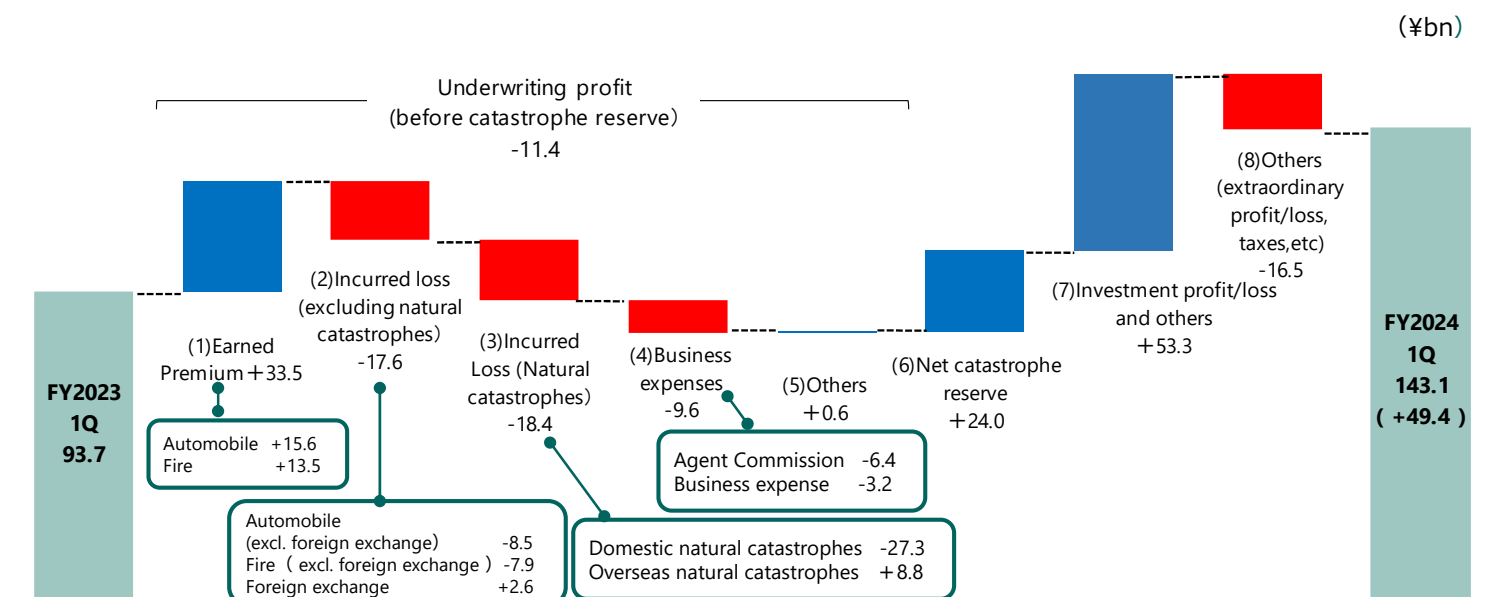 （¥bn）
Underwriting profit
(before catastrophe reserve）
-11.4
FY2023
1Q
93.7
(1)Earned
Premium＋33.5
Automobile +15.6
Fire +13.5
(2)Incurred loss
(excluding natural
catastrophes）
-17.6
Automobile
(excl. foreign exchange） -8.5
Fire（ excl. foreign exchange ） -7.9
Foreign exchange +2.6
(3)Incurred
Loss (Natural
catastrophes）
-18.4
Domestic natural catastrophes -27.3
Overseas natural catastrophes ＋8.8
(4)Business
expenses
-9.6
Agent Commission -6.4
Business expense -3.2
(5)Others
＋0.6
(6)Net catastrophe
reserve
＋24.0
(7)Investment profit/loss
and others
＋53.3
(8)Others
(extraordinary
profit/loss,
taxes,etc)
-16.5
FY2024
1Q
143.1
( +49.4 )